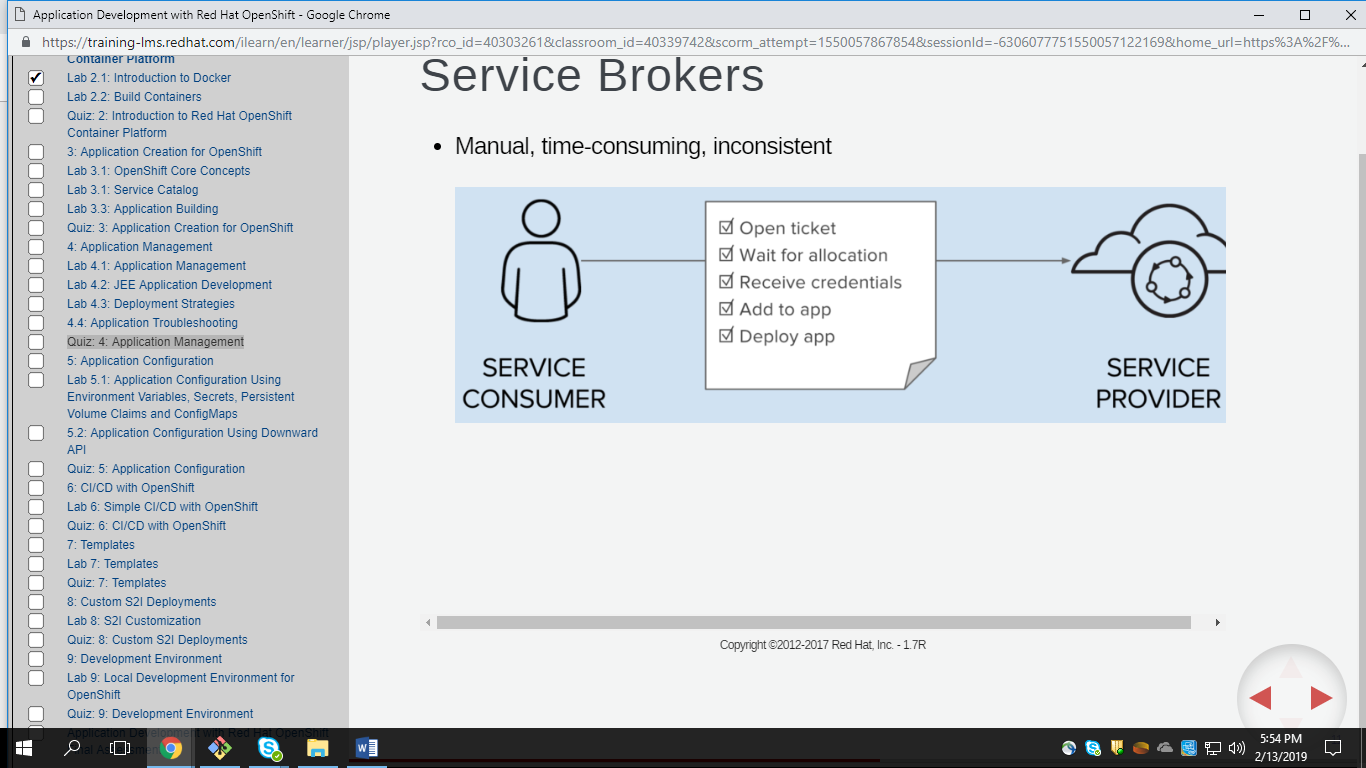 Application Development with Red Hat OpenShift - Google Chrome
https://training-lms.redhat.com/ilearn/en/learner/jsp/player.jsp?rco_id=40303261&classroom_id=40339742&scorm_attempt=1550057867854&sessionId=-6306077751550057122169&home_url=https%3A%2F%...
Container Platform
Lab 2.1: Introduction to Docker
Lab 2.2: Build Containers
Quiz: 2: Introduction to Red Hat OpenShift
Container Platform
3: Application Creation for OpenShift
Lab 3.1: OpenShift Core Concepts
Lab 3.1: Service Catalog
Lab 3.3: Application Building
Quiz: 3: Application Creation for OpenShift
4: Application Management
Lab 4.1: Application Management
Lab 4.2: JEE Application Development
Lab 4.3: Deployment Strategies
4.4: Application Troubleshooting
Quiz: 4: Application Management
5: Application Configuration
Lab 5.1: Application Configuration Using
Environment Variables, Secrets, Persistent
Volume Claims and ConfigMaps
5.2: Application Configuration Using Downward
API
Quiz: 5: Application Configuration
6: CI/CD with OpenShift
Lab 6: Simple CI/CD with OpenShift
Quiz: 6: CI/CD with OpenShift
7: Templates
Lab 7: Templates
Quiz: 7: Templates
8: Custom S2I Deployments
Lab 8: S2I Customization
Quiz: 8: Custom S2I Deployments
9: Development Environment
Lab 9: Local Development Environment for
OpenShift
Quiz: 9: Development Environment
Application Development with Red Hat OpenShift
Service Brokers
Manual, time-consuming, inconsistent
Open ticket
Wait for allocation
Receive credentials
Add to app
Deploy app
SERVICE
CONSUMER
SERVICE
PROVIDER
Copyright ©2012-2017 Red Hat, Inc. - 1.7R
5:54 PM
2/13/2019